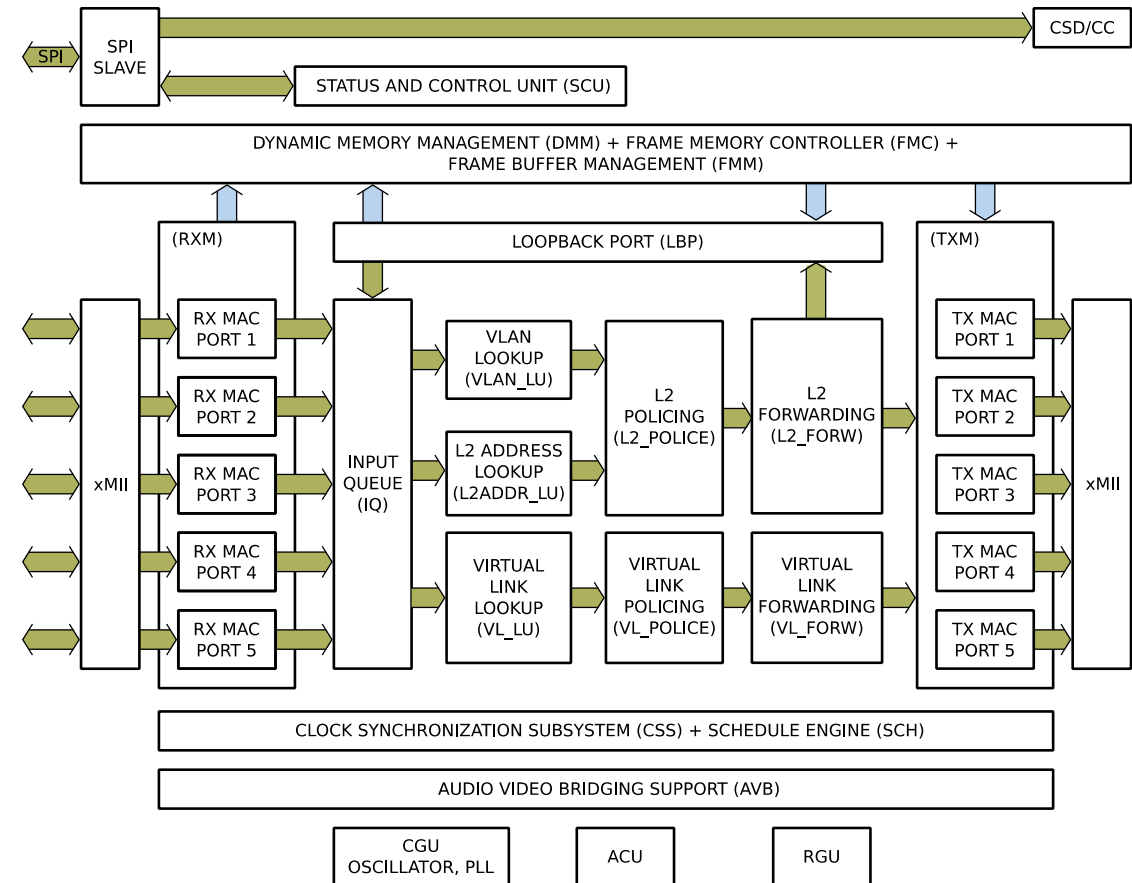 SPI
SPI
SLAVE
CSD/CC
STATUS AND CONTROL UNIT (SCU)
DYNAMIC MEMORY MANAGEMENT (DMM) + FRAME MEMORY CONTROLLER (FMC) +
FRAME BUFFER MANAGEMENT (FMM)
(RXM)
LOOPBACK PORT (LBP)
(TXM)
xMII
RX MAC
PORT 1
RX MAC
PORT 2
RX MAC
PORT 3
RX MAC
PORT 4
RX MAC
PORT 5
INPUT
QUEUE
(IQ)
VLAN
LOOKUP
(VLAN_LU)
L2 ADDRESS
LOOKUP
(L2ADDR_LU)
VIRTUAL
LINK
LOOKUP
(VL_LU)
L2
POLICING
(L2_POLICE)
VIRTUAL
LINK
POLICING
(VL_POLICE)
L2
FORWARDING
(L2_FORW)
VIRTUAL
LINK
FORWARDING
(VL_FORW)
TX MAC
PORT 1
TX MAC
PORT 2
TX MAC
PORT 3
TX MAC
PORT 4
TX MAC
PORT 5
xMII
CLOCK SYNCHRONIZATION SUBSYSTEM (CSS) + SCHEDULE ENGINE (SCH)
AUDIO VIDEO BRIDGING SUPPORT (AVB)
CGU
OSCILLATOR, PLL
ACU
RGU